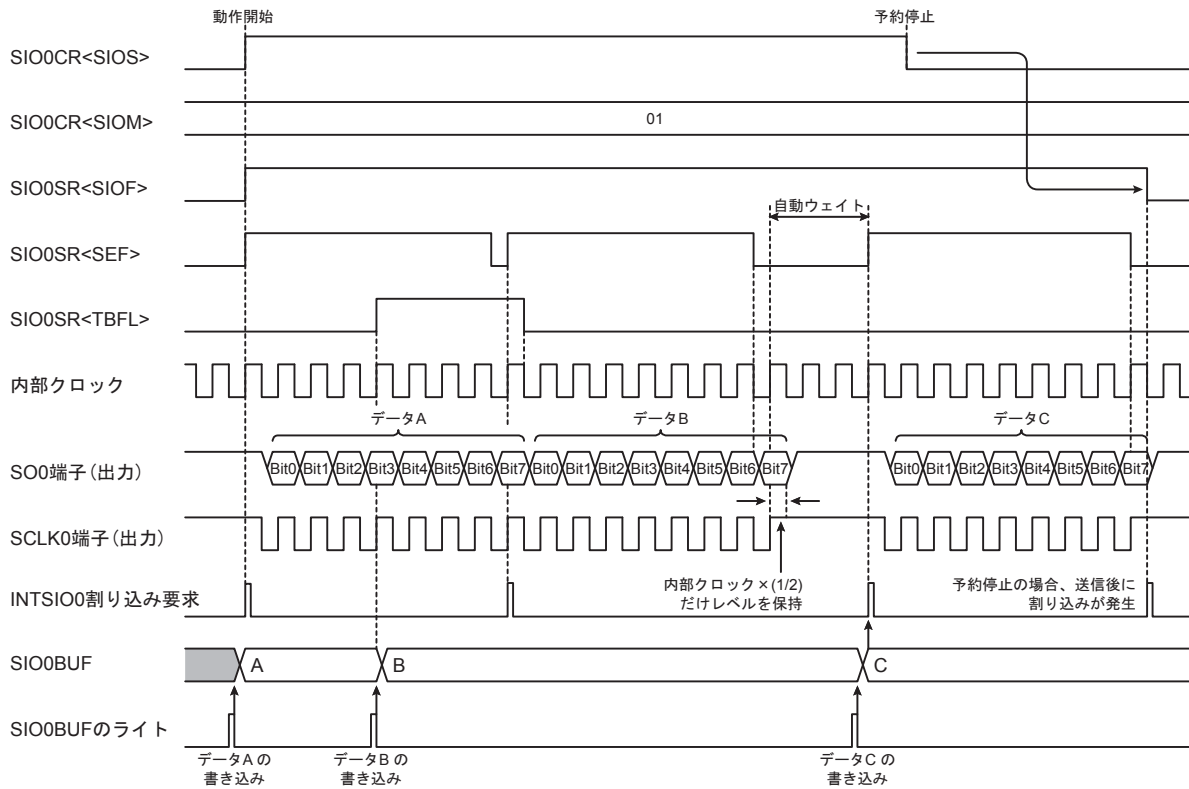 動作開始
予約停止
SIO0CR<SIOS>
SIO0CR<SIOM>
01
SIO0SR<SIOF>
自動ウェイト
SIO0SR<SEF>
SIO0SR<TBFL>
内部クロック
データA
データB
データC
SO0端子(出力)
Bit0 Bit1 Bit2 Bit3 Bit4 Bit5 Bit6 Bit7 Bit0 Bit1 Bit2 Bit3 Bit4 Bit5 Bit6 Bit7 Bit0 Bit1 Bit2 Bit3 Bit4 Bit5 Bit6 Bit7
SCLK0端子(出力)
内部クロック×(1/2)
だけレベルを保持
予約停止の場合、送信後に
割り込みが発生
INTSIO0割り込み要求
SIO0BUF
A
B
C
SIO0BUFのライト
データA の
書き込み
データB の
書き込み
データC の
書き込み